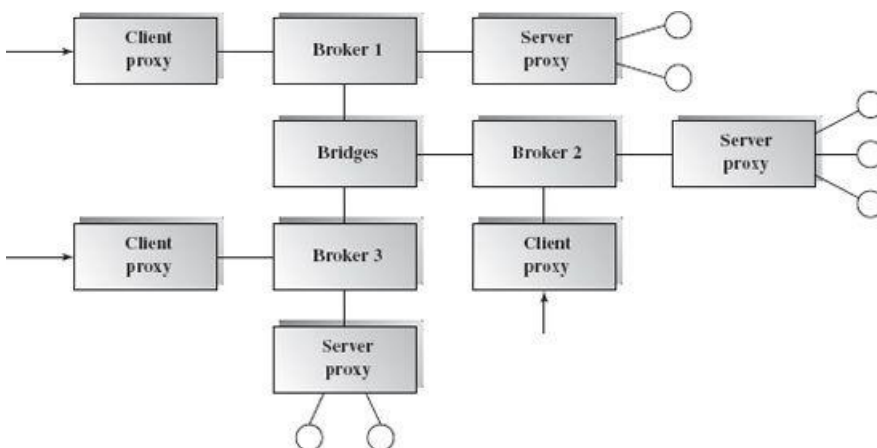 Client
proxy
Broker 1
Server
proxy
Bridges
Broker 2
Server
proxy
Client
proxy
Broker 3
Client
proxy
Server
proxy